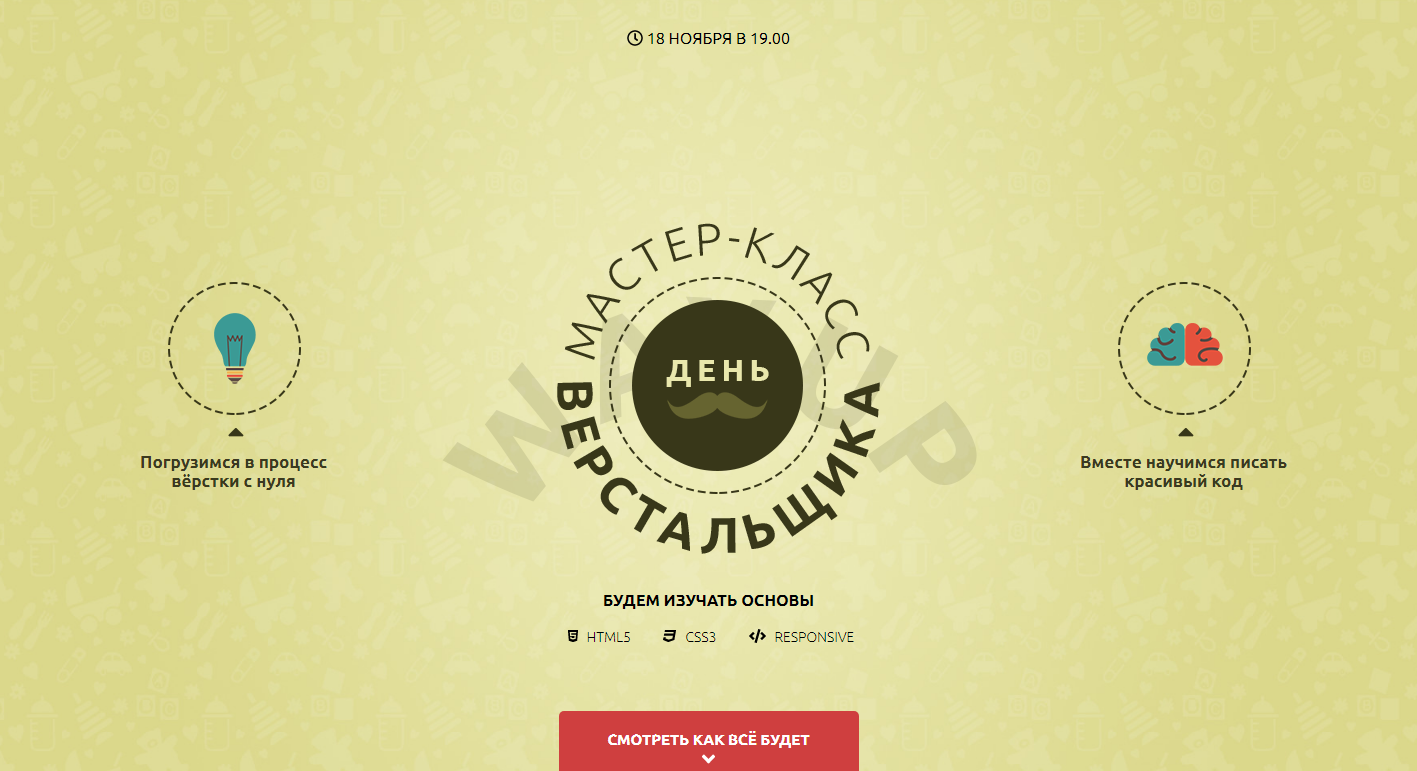 18 НОЯБРЯ В 19.00
МАСТЕР-КЛАСС
WAYUP
ДЕНЬ
ВЕРСТАЛЬЩИКА
Погрузимся в процесс
вёрстки с нуля
Вместе научимся писать
красивый код
БУДЕМ ИЗУЧАТЬ ОСНОВЫ
HTML5 CSS3 RESPONSIVE
СМОТРЕТЬ КАК ВСЁ БУДЕТ